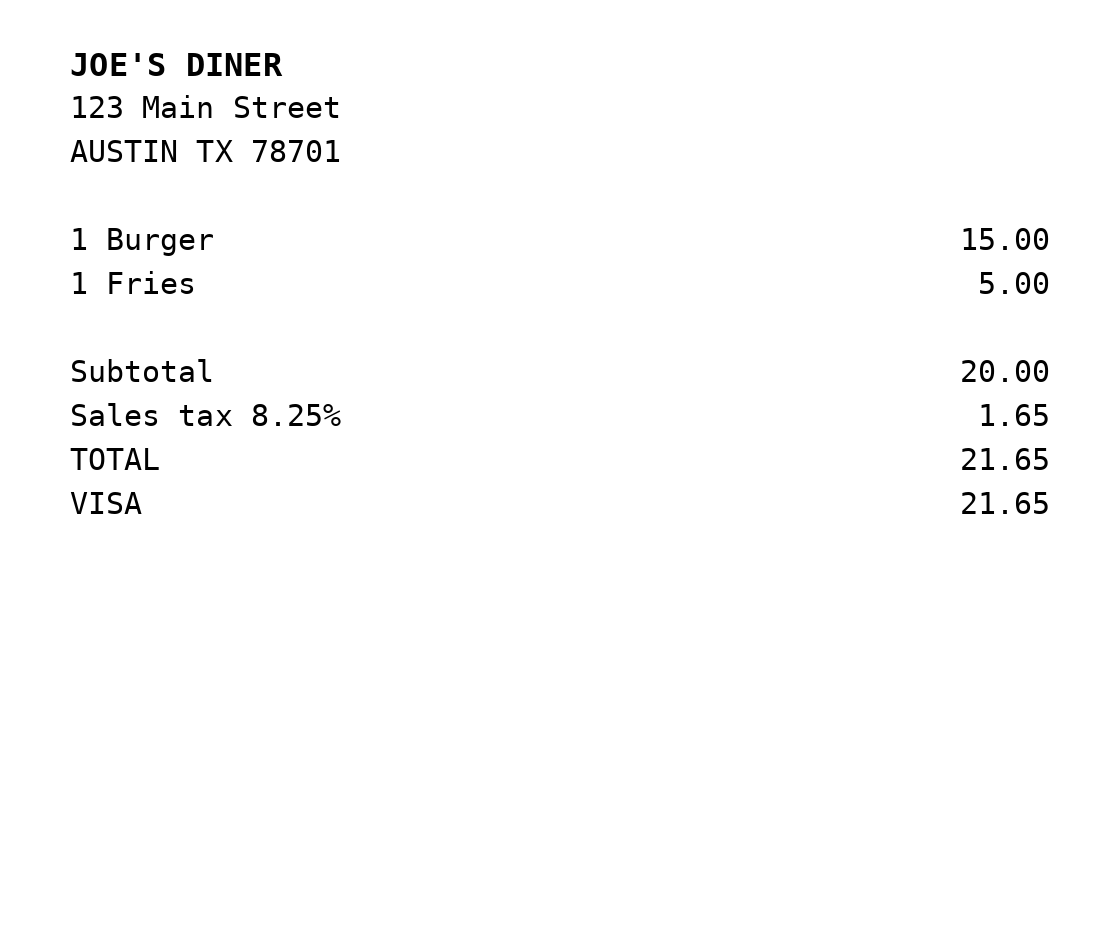 JOE'S DINER
123 Main Street
AUSTIN TX 78701
1 Burger 15.00
1 Fries 5.00
Subtotal 20.00
Sales tax 8.25% 1.65
TOTAL 21.65
VISA 21.65